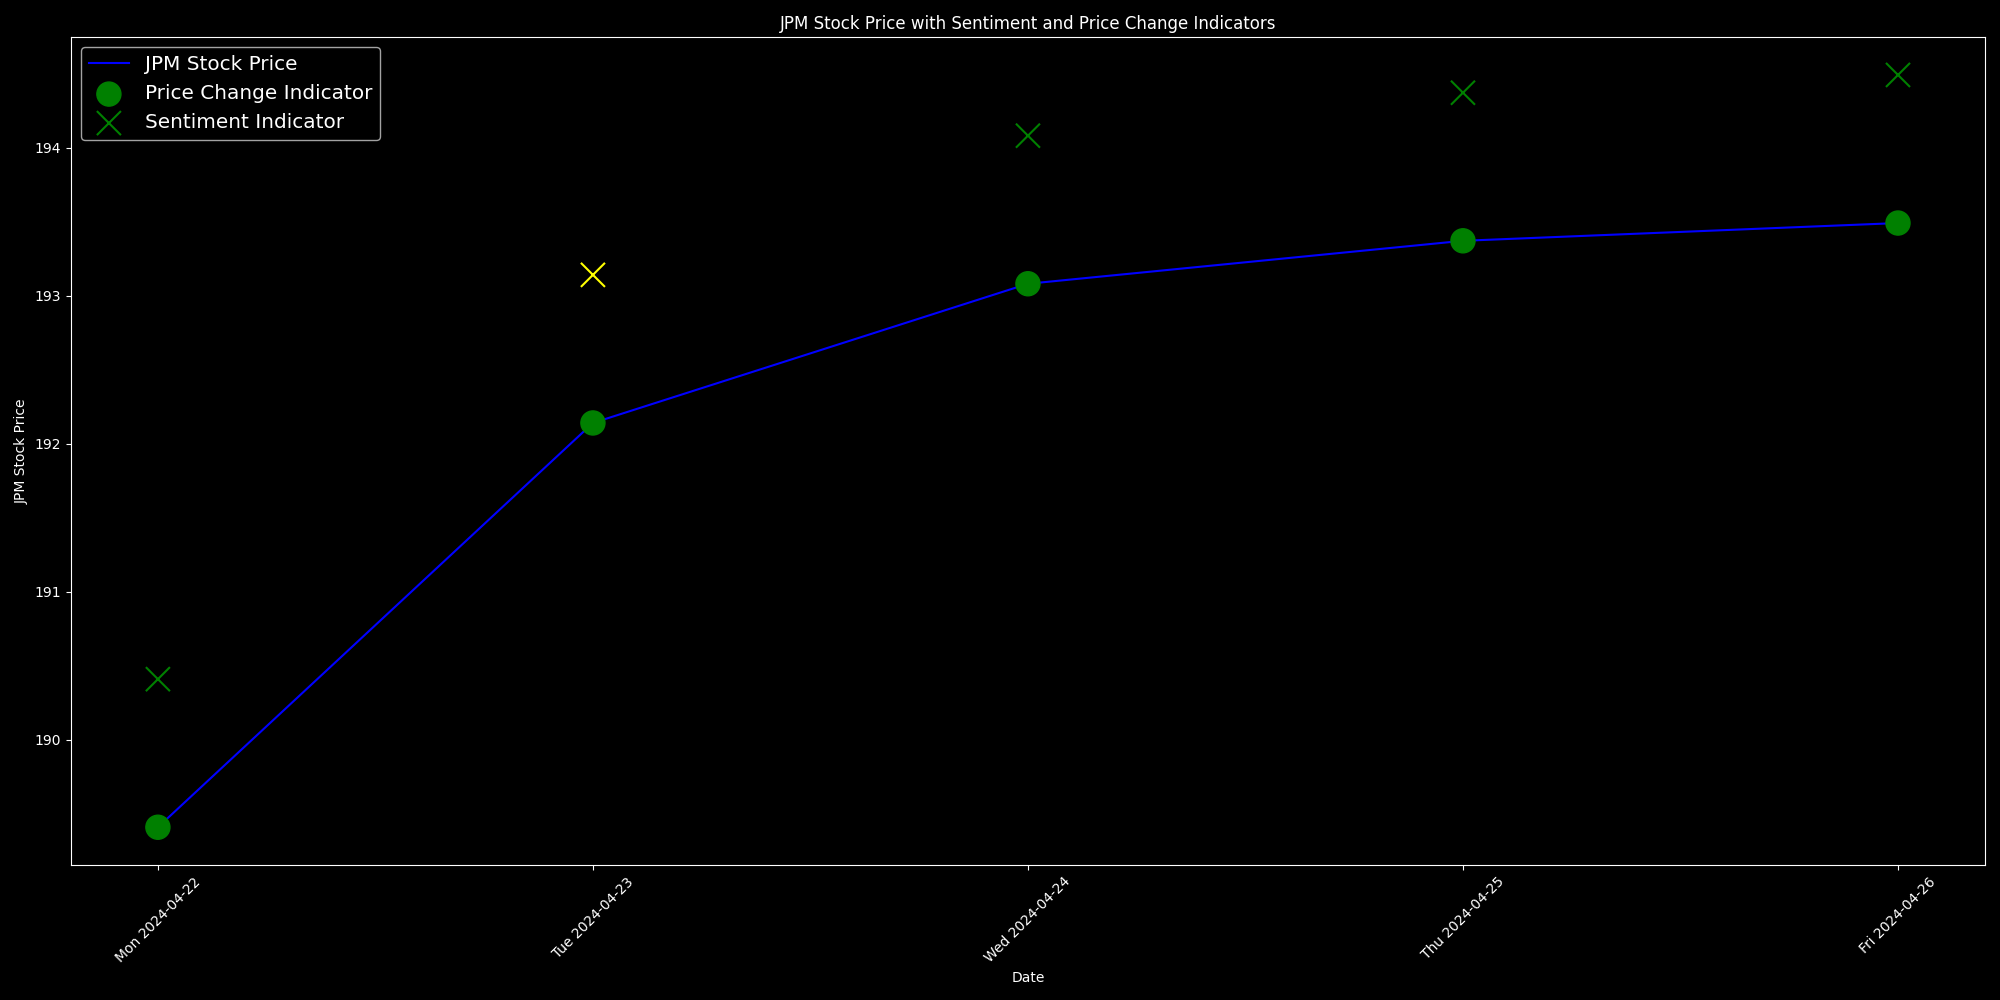 JPM Stock Price with Sentiment and Price Change Indicators
JPM Stock Price
Price Change Indicator
Sentiment Indicator
194
193
192
191
190
JPM Stock Price
Mon 2024-04-22
Tue 2024-04-23
Wed 2024-04-24
Thu 2024-04-25
Fri 2024-04-26
Date